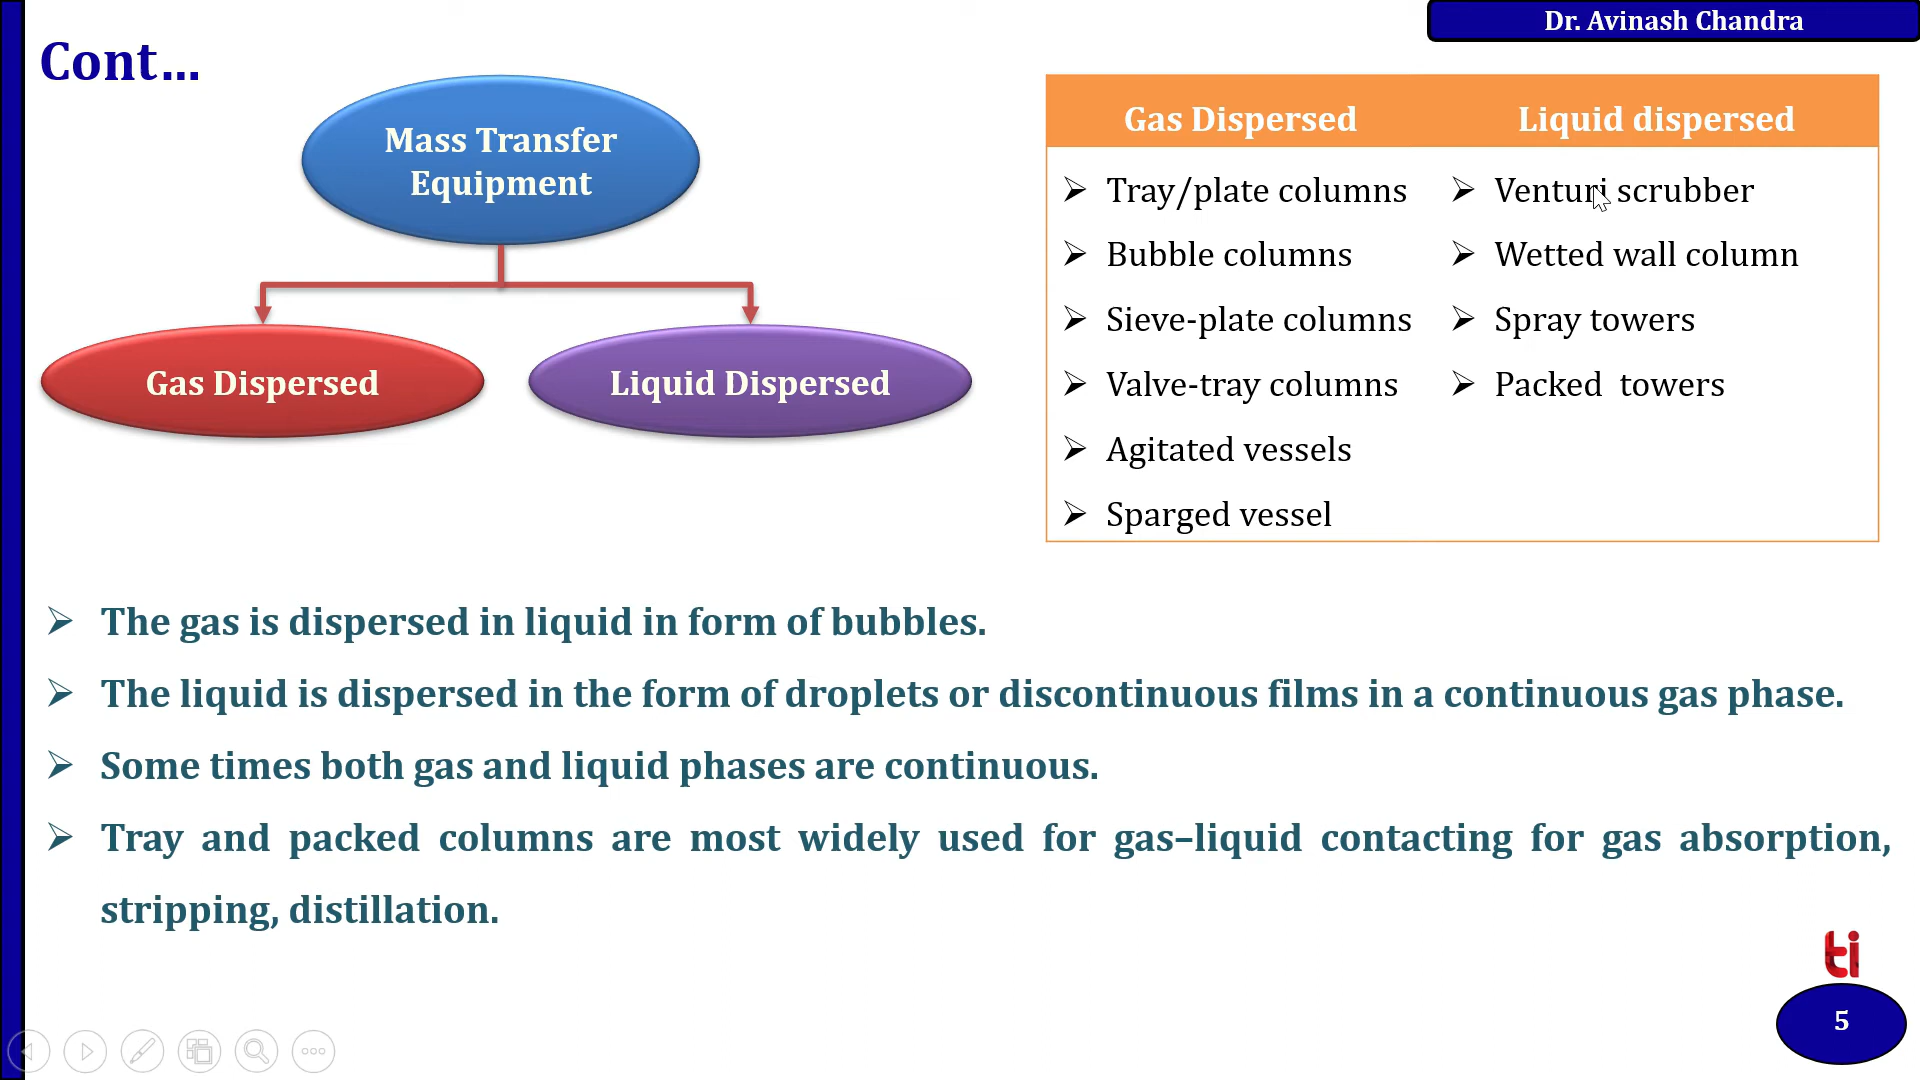 Dr. Avinash Chandra
Cont...
Mass Transfer
Equipment
Gas Dispersed
Liquid Dispersed
Gas Dispersed Liquid dispersed
Tray/plate columns Venturi scrubber
Bubble columns Wetted wall column
Sieve-plate columns Spray towers
Valve-tray columns Packed towers
Agitated vessels
Sparged vessel
The gas is dispersed in liquid in form of bubbles.
The liquid is dispersed in the form of droplets or discontinuous films in a continuous gas phase.
Some times both gas and liquid phases are continuous.
Tray and packed columns are most widely used for gas–liquid contacting for gas absorption,
stripping, distillation.
ti
5